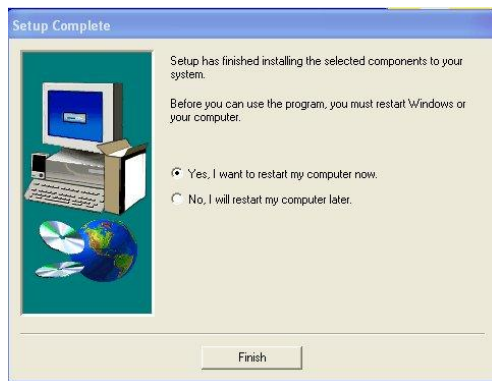 Setup Complete
Setup has finished installing the selected components to your
system.
Before you can use the program, you must restart Windows or
your computer.
Yes, I want to restart my computer now.
No, I will restart my computer later.
Finish